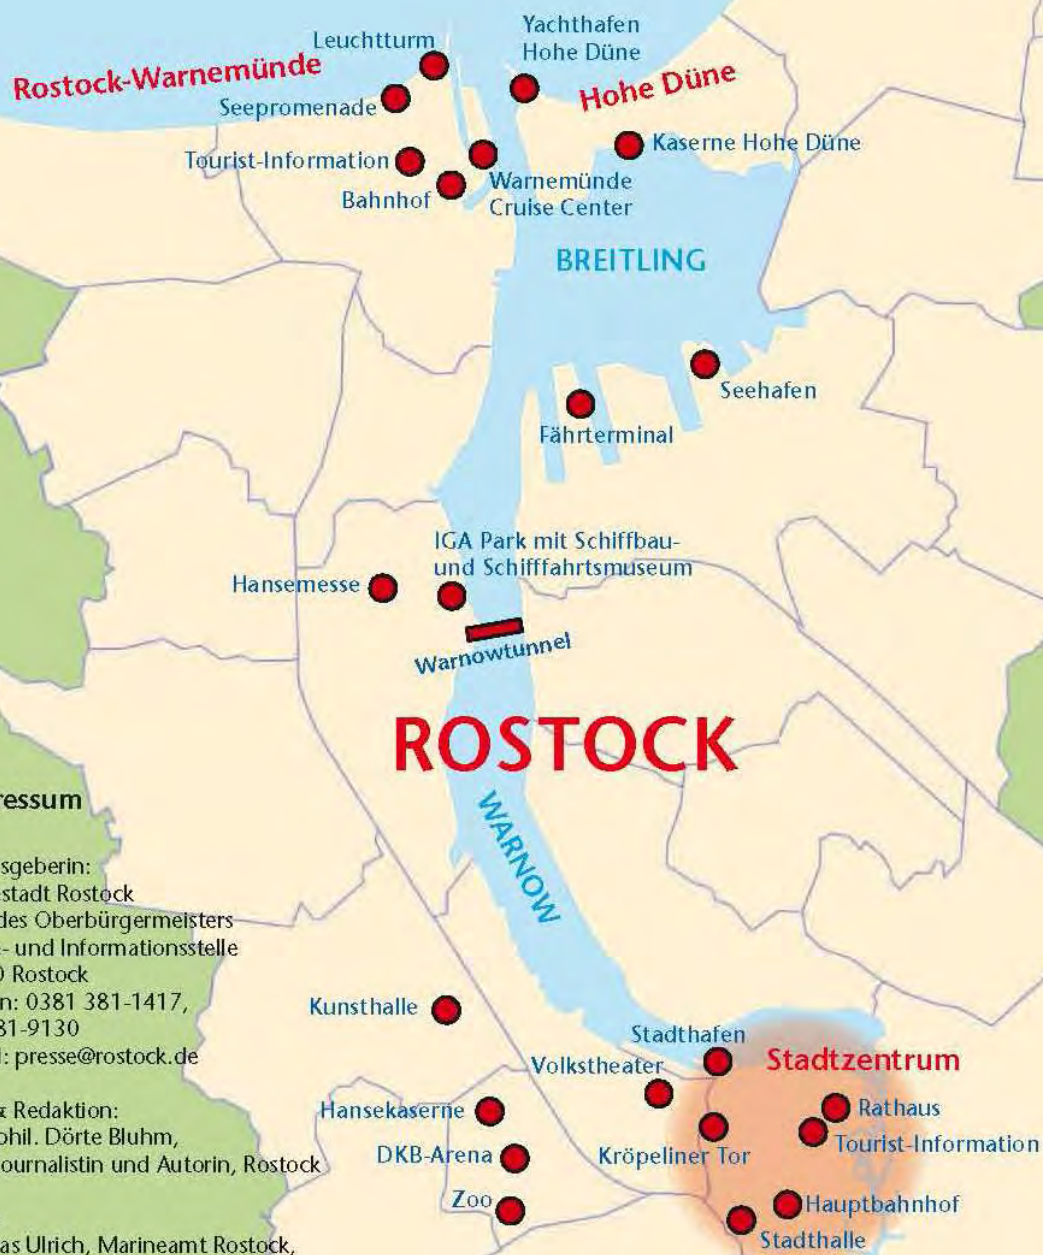 Yachthafen
Hohe Düne
Leuchtturm
Rostock-Warnemünde
Hohe Düne
Seepromenade
Kaserne Hohe Düne
Tourist-Information
Warnemünde
Cruise Center
Bahnhof
BREITLING
Seehafen
Fährterminal
IGA Park mit Schiffbau-
und Schifffahrtsmuseum
Hansemesse
Warnowtunnel
ROSTOCK
WARNOW
ressum
sgeberin:
stadt Rostock
des Oberbürgermeisters
- und Informationsstelle
0 Rostock
n: 0381 381-1417,
81-9130
l: presse@rostock.de
& Redaktion:
phil. Dörte Bluhm,
ournalistin und Autorin, Rostock
as Ulrich, Marineamt Rostock,
Kunsthalle
Stadthafen
Volkstheater
Stadtzentrum
Hansekaserne
Rathaus
Tourist-Information
DKB-Arena
Kröpeliner Tor
Zoo
Hauptbahnhof
Stadthalle